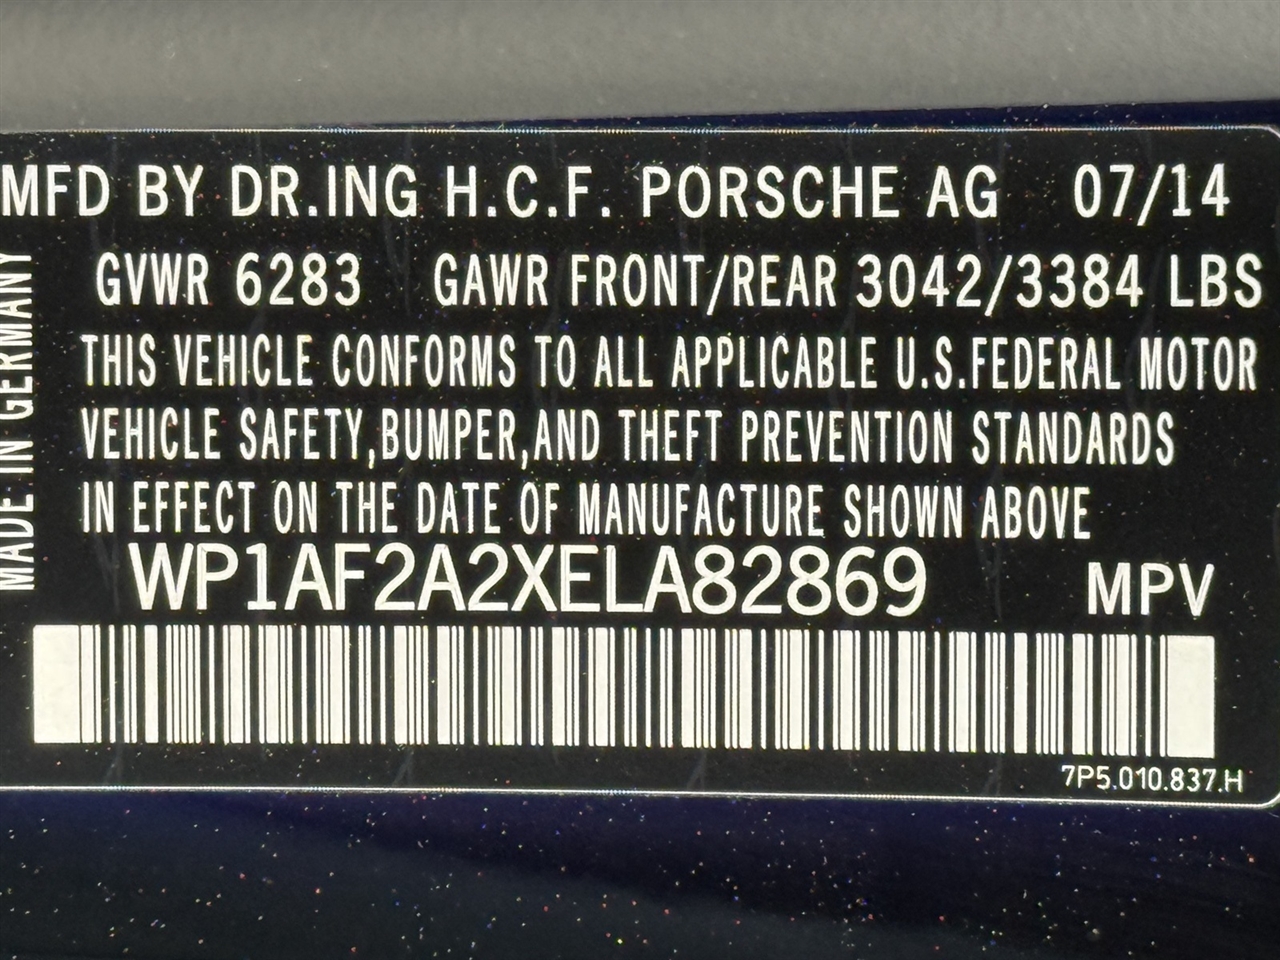 MFD BY DR.ING H.C.F. PORSCHE AG 07/14
MADE IN GERMANY
GVWR 6283 GAWR FRONT/REAR 3042/3384 LBS
THIS VEHICLE CONFORMS TO ALL APPLICABLE U.S.FEDERAL MOTOR
VEHICLE SAFETY,BUMPER,AND THEFT PREVENTION STANDARDS
IN EFFECT ON THE DATE OF MANUFACTURE SHOWN ABOVE
WP1AF2A2XELA82869 MPV
7P5.010.837.H